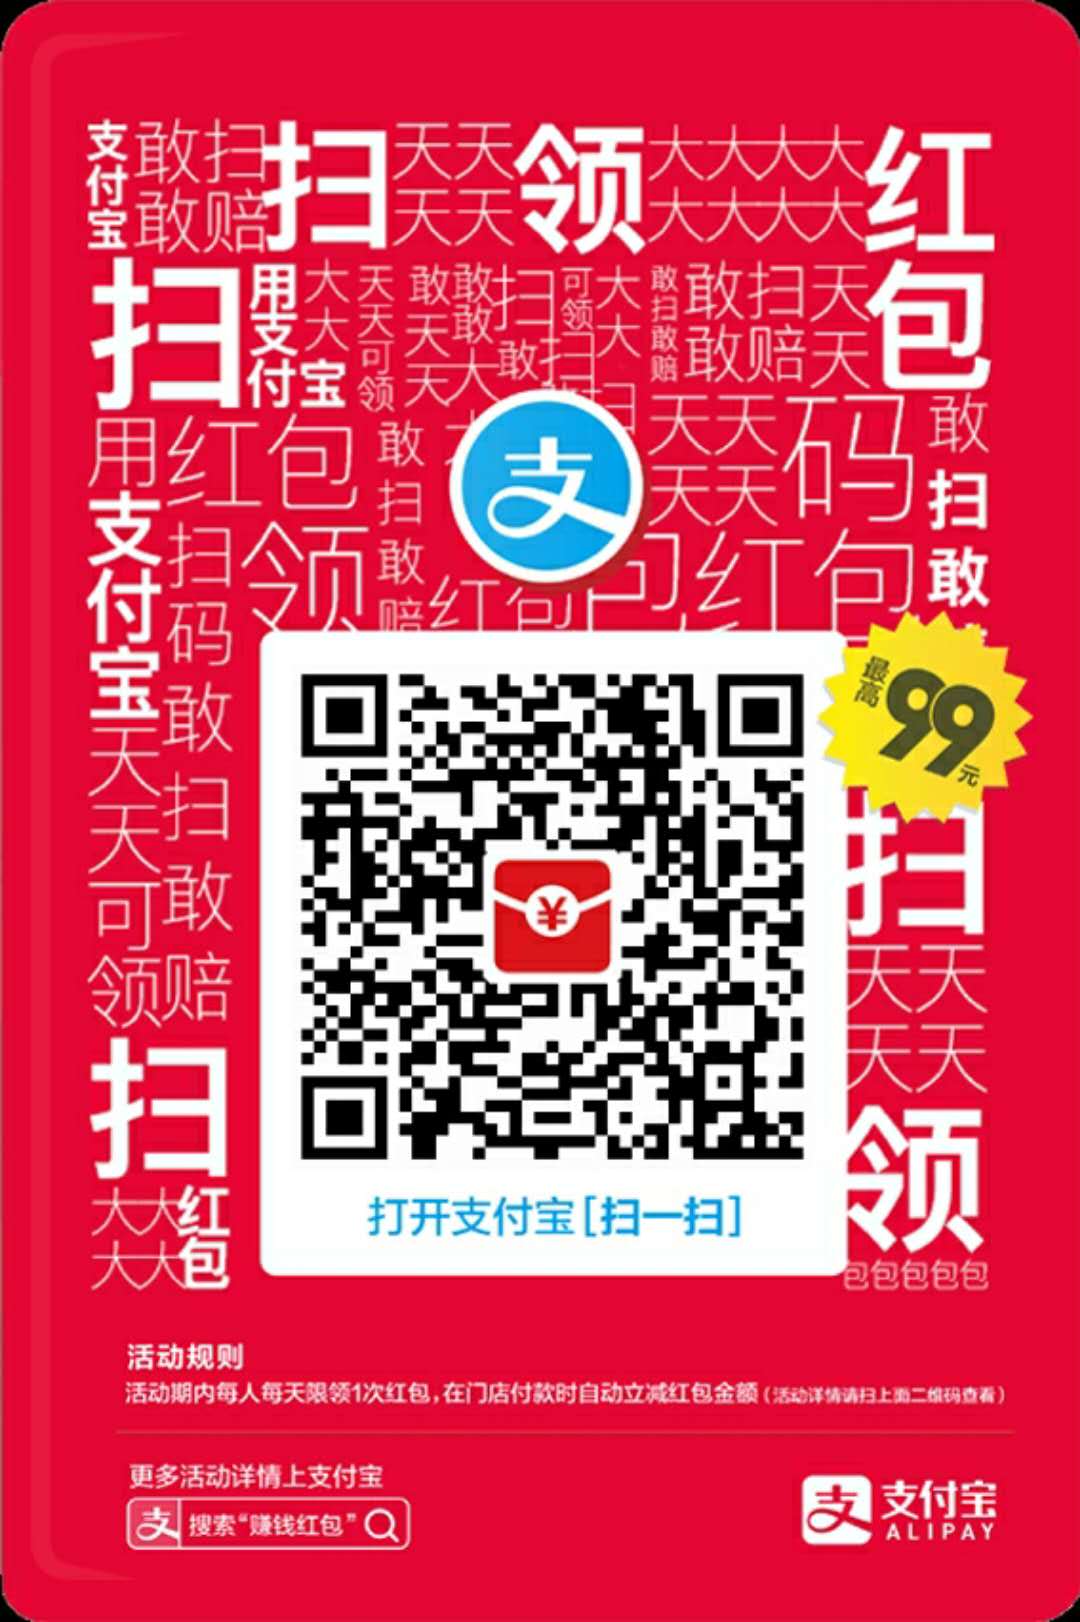 支付宝 敢扫 扫 天天 领 大大大大 红
敢赔 天天 大大大大
扫 用支付宝 大大 天天可领 敢敢 扫 可领 大大 敢扫敢赔 敢扫天 包
天敢 敢扫 敢赔天
天大
用 红包 敢扫敢赔 支 天天 码 敢
支付宝 扫码 领 天天 扫
红包 红包 敢
敢扫敢赔
最高99元
天天可领
扫
天天
天天
扫 领
大大 红包
大大 包包包包包
打开支付宝[扫一扫]
活动规则
活动期内每人每天限领1次红包,在门店付款时自动立减红包金额(活动详情请扫上面二维码查看)
更多活动详情上支付宝
支 搜索“赚钱红包”
支 支付宝
ALIPAY